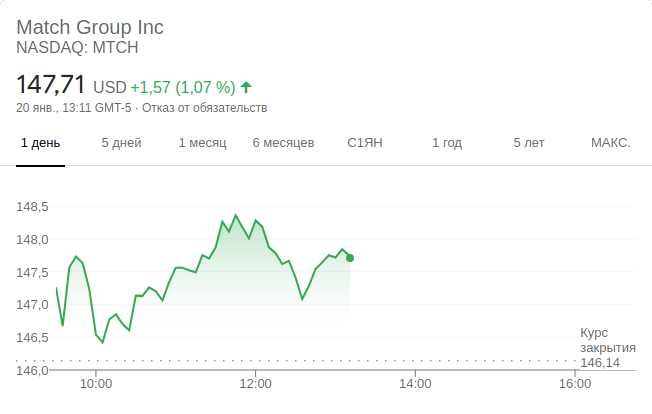 Match Group Inc
NASDAQ: MTCH
147,71 USD +1,57 (1,07 %)
20 янв., 13:11 GMT-5 · Отказ от обязательств
1 день 5 дней 1 месяц 6 месяцев С1ЯН 1 год 5 лет МАКС.
148,5
148,0
147,5
147,0
146,5
146,0
Курс
закрытия
146,14
10:00 12:00 14:00 16:00